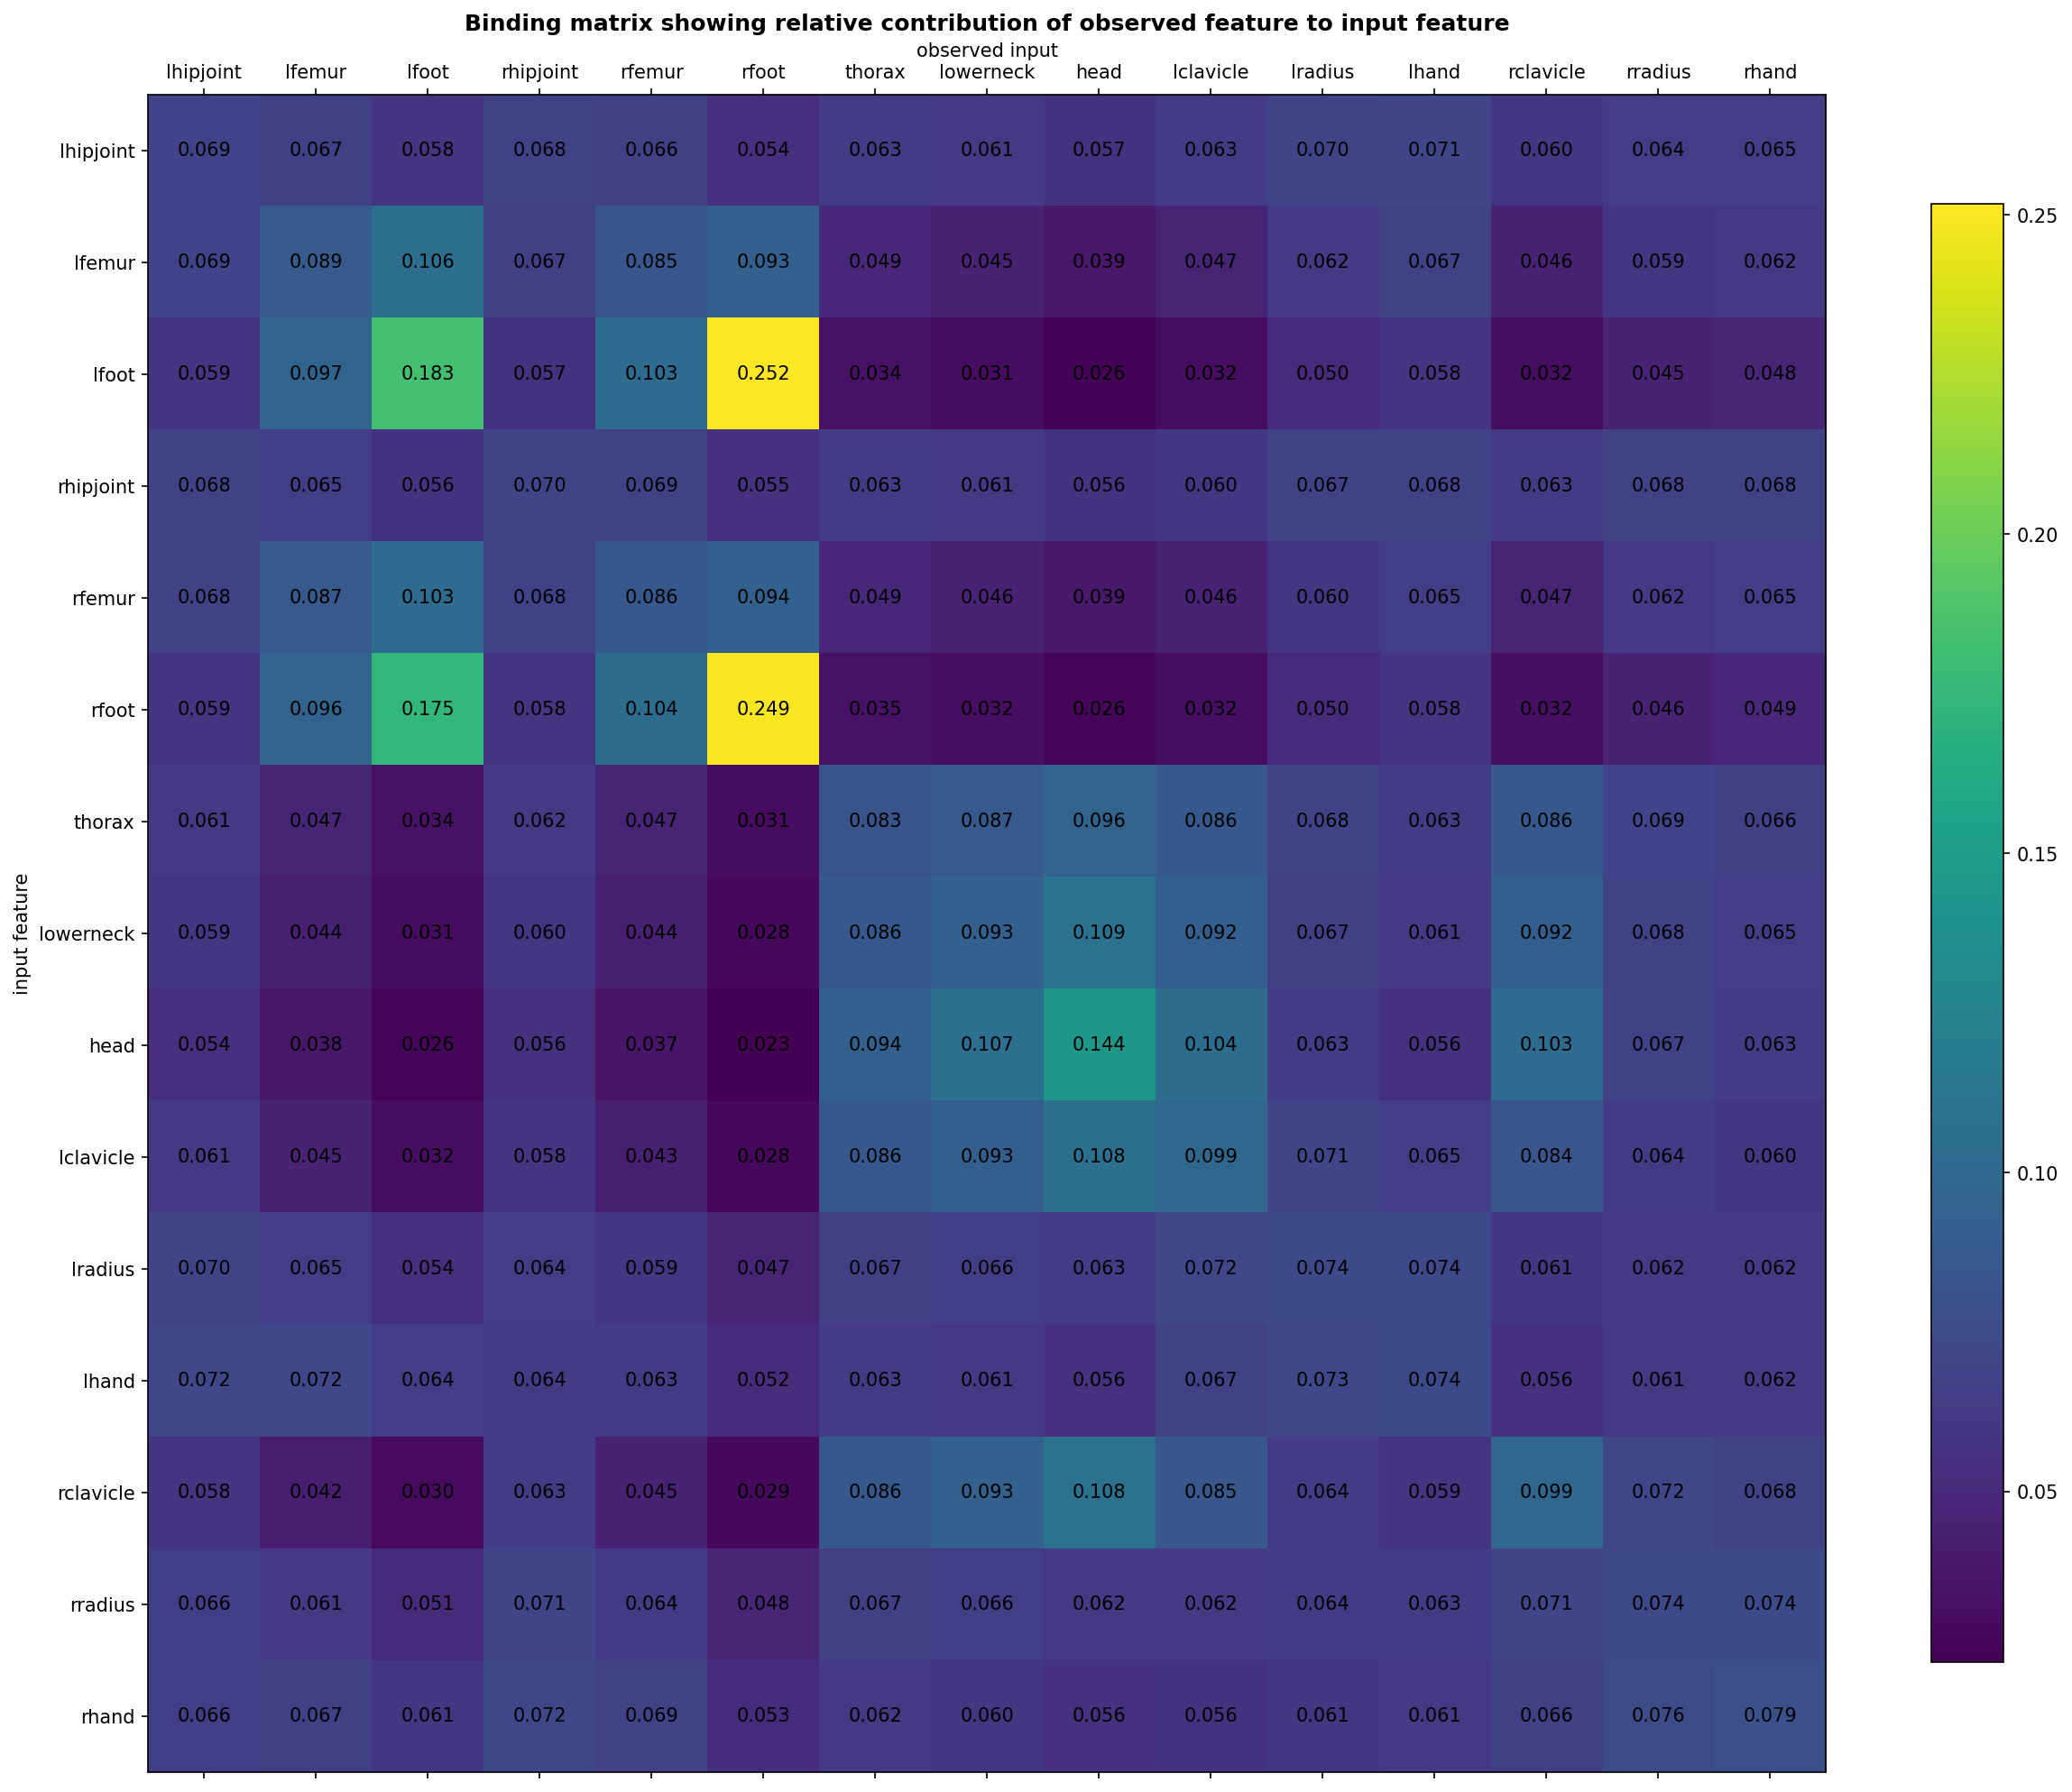 Binding matrix showing relative contribution of observed feature to input feature
observed input
lhipjoint lfemur lfoot rhipjoint rfemur rfoot thorax lowerneck head lclavicle lradius lhand rclavicle rradius rhand
lhipjoint 0.069 0.067 0.058 0.068 0.066 0.054 0.063 0.061 0.057 0.063 0.070 0.071 0.060 0.064 0.065
lfemur 0.069 0.089 0.106 0.067 0.085 0.093 0.049 0.045 0.039 0.047 0.062 0.067 0.046 0.059 0.062
lfoot 0.059 0.097 0.183 0.057 0.103 0.252 0.034 0.031 0.026 0.032 0.050 0.058 0.032 0.045 0.048
rhipjoint 0.068 0.065 0.056 0.070 0.069 0.055 0.063 0.061 0.056 0.060 0.067 0.068 0.063 0.068 0.068
rfemur 0.068 0.087 0.103 0.068 0.086 0.094 0.049 0.046 0.039 0.046 0.060 0.065 0.047 0.062 0.065
rfoot 0.059 0.096 0.175 0.058 0.104 0.249 0.035 0.032 0.026 0.032 0.050 0.058 0.032 0.046 0.049
thorax 0.061 0.047 0.034 0.062 0.047 0.031 0.083 0.087 0.096 0.086 0.068 0.063 0.086 0.069 0.066
lowerneck 0.059 0.044 0.031 0.060 0.044 0.028 0.086 0.093 0.109 0.092 0.067 0.061 0.092 0.068 0.065
head 0.054 0.038 0.026 0.056 0.037 0.023 0.094 0.107 0.144 0.104 0.063 0.056 0.103 0.067 0.063
lclavicle 0.061 0.045 0.032 0.058 0.043 0.028 0.086 0.093 0.108 0.099 0.071 0.065 0.084 0.064 0.060
lradius 0.070 0.065 0.054 0.064 0.059 0.047 0.067 0.066 0.063 0.072 0.074 0.074 0.061 0.062 0.062
lhand 0.072 0.072 0.064 0.064 0.063 0.052 0.063 0.061 0.056 0.067 0.073 0.074 0.056 0.061 0.062
rclavicle 0.058 0.042 0.030 0.063 0.045 0.029 0.086 0.093 0.108 0.085 0.064 0.059 0.099 0.072 0.068
rradius 0.066 0.061 0.051 0.071 0.064 0.048 0.067 0.066 0.062 0.062 0.064 0.063 0.071 0.074 0.074
rhand 0.066 0.067 0.061 0.072 0.069 0.053 0.062 0.060 0.056 0.056 0.061 0.061 0.066 0.076 0.079
input feature
0.25
0.20
0.15
0.10
0.05